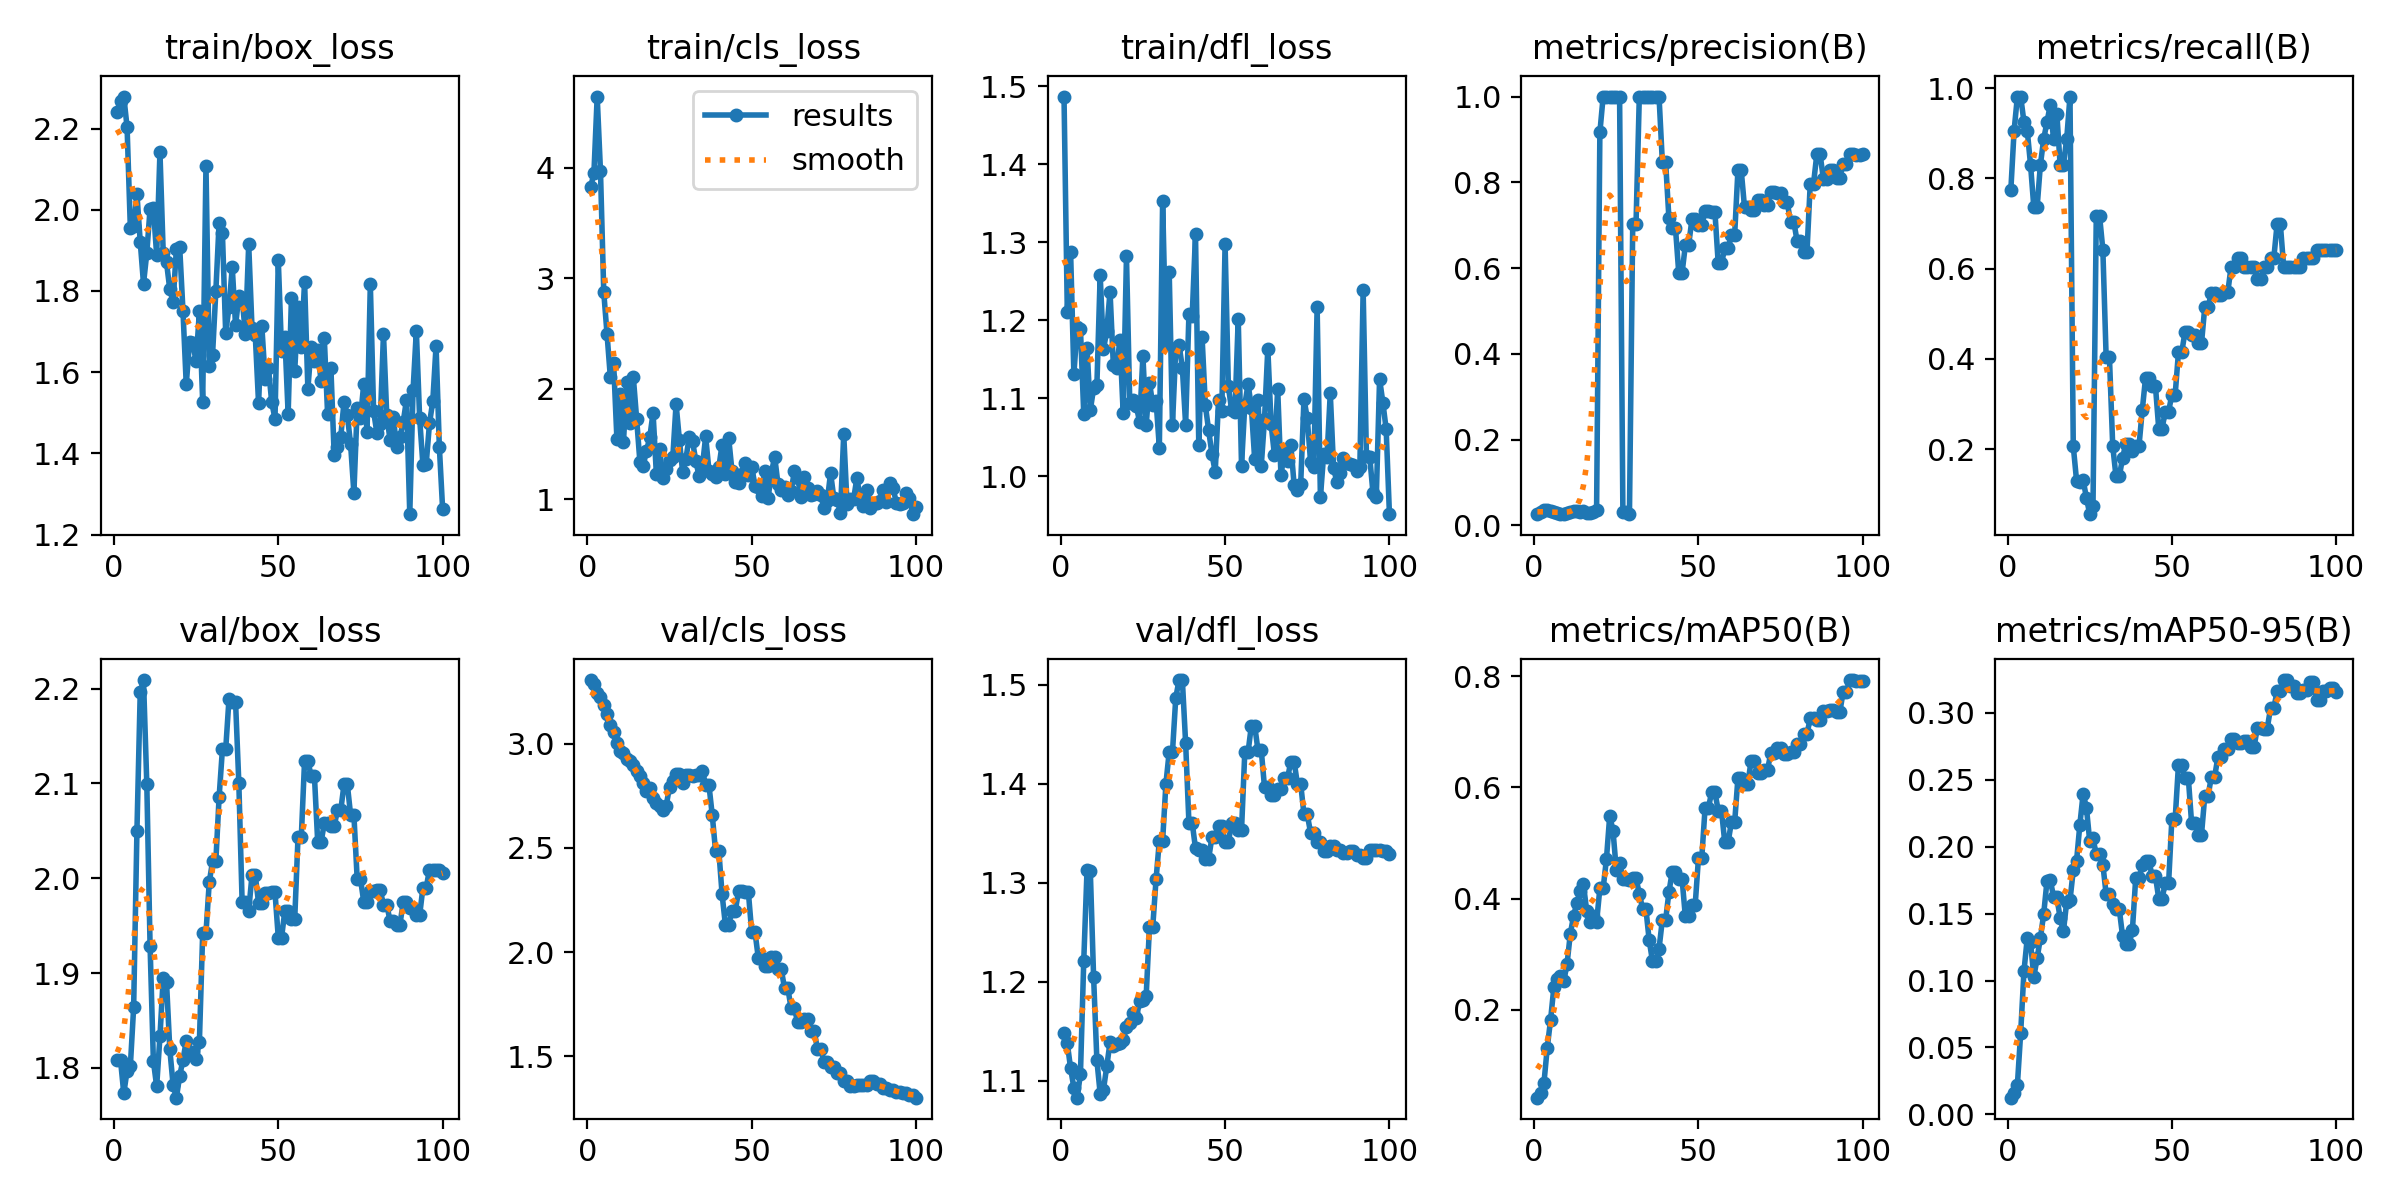 train/box_loss
train/cls_loss
train/dfl_loss
metrics/precision(B)
metrics/recall(B)
2.2
2.0
1.8
1.6
1.4
1.2
0 50 100
results
smooth
4
3
2
1
0 50 100
1.5
1.4
1.3
1.2
1.1
1.0
0 50 100
1.0
0.8
0.6
0.4
0.2
0.0
0 50 100
1.0
0.8
0.6
0.4
0.2
0 50 100
val/box_loss
val/cls_loss
val/dfl_loss
metrics/mAP50(B)
metrics/mAP50-95(B)
2.2
2.1
2.0
1.9
1.8
0 50 100
3.0
2.5
2.0
1.5
0 50 100
1.5
1.4
1.3
1.2
1.1
0 50 100
0.8
0.6
0.4
0.2
0 50 100
0.30
0.25
0.20
0.15
0.10
0.05
0.00
0 50 100